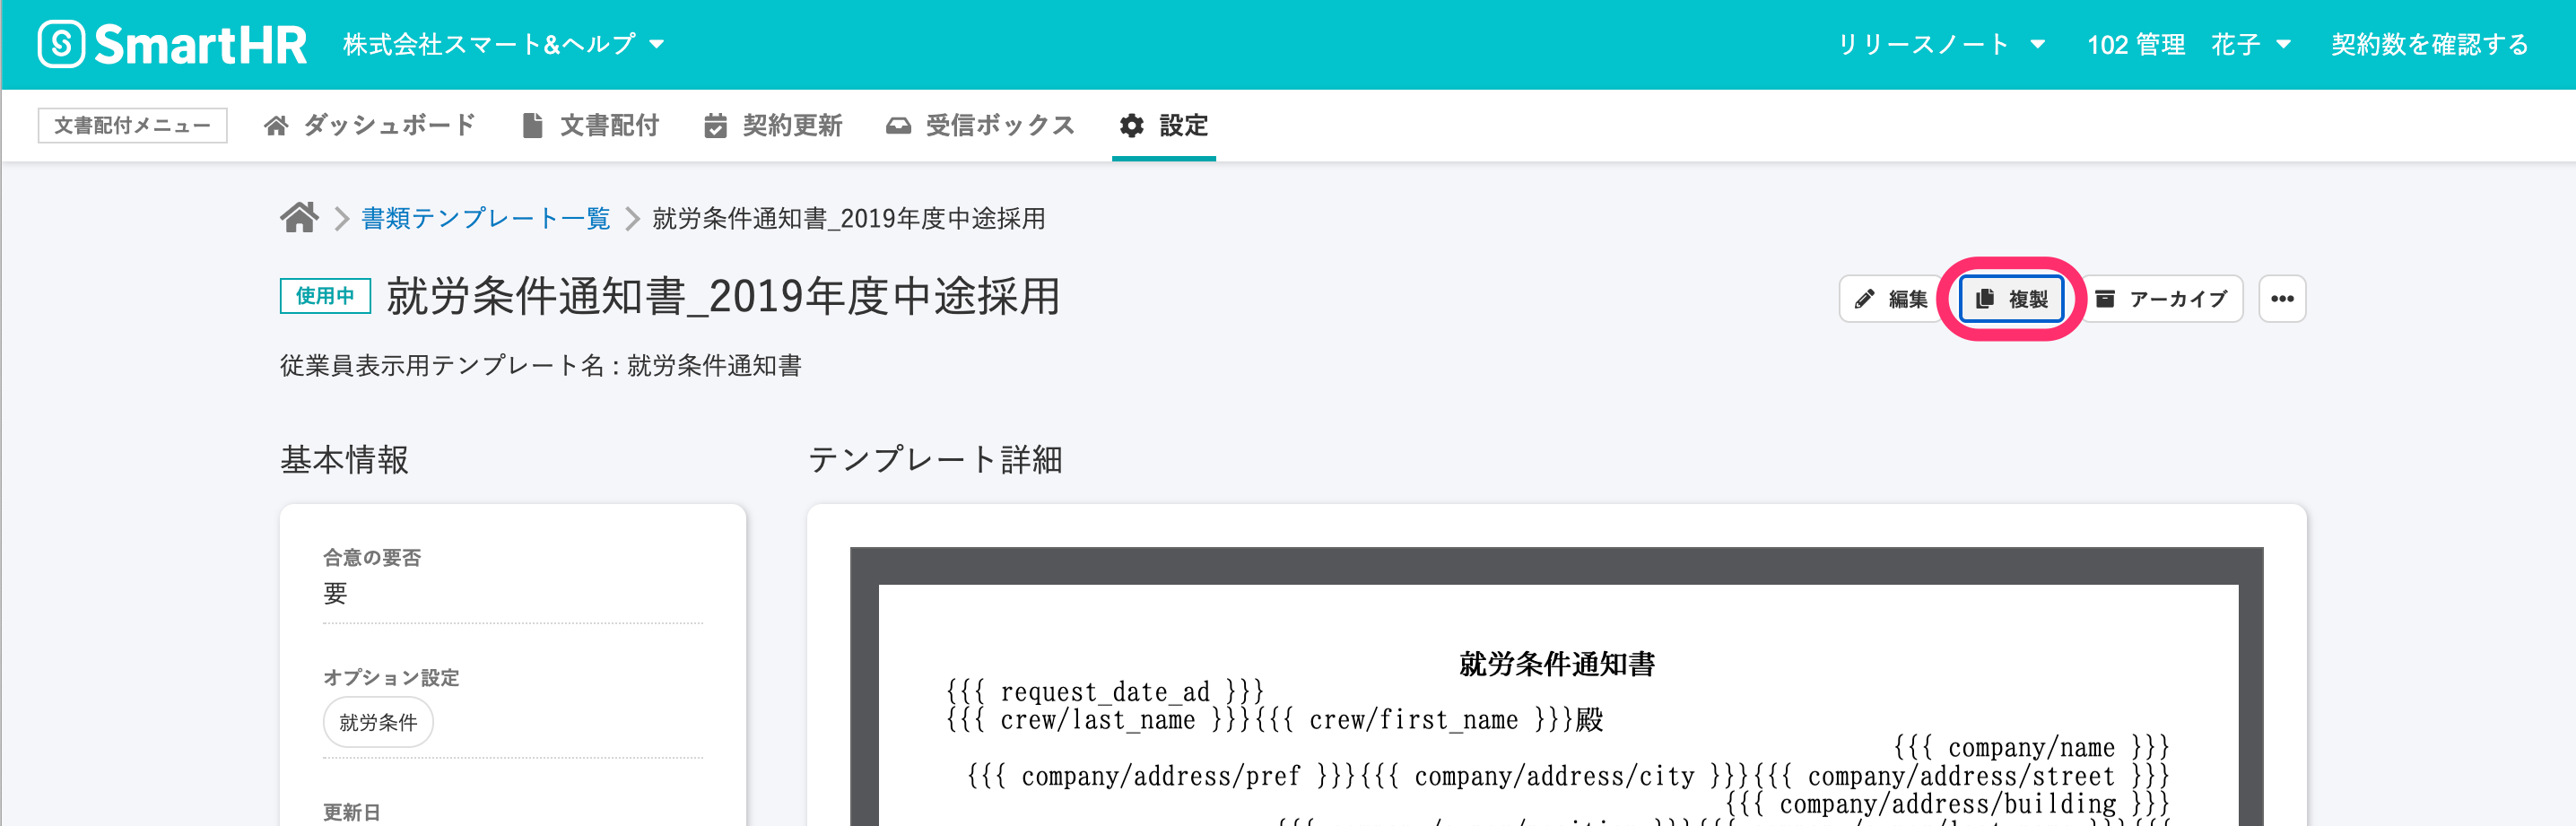 SmartHR 株式会社スマート&ヘルプ リリースノート 102 管理 花子 契約数を確認する
文書配付メニュー ダッシュボード 文書配付 契約更新 受信ボックス 設定
書類テンプレート一覧 就労条件通知書_2019年度中途採用
使用中 就労条件通知書_2019年度中途採用 編集 複製 アーカイブ •••
従業員表示用テンプレート名 : 就労条件通知書
基本情報
合意の要否
要
オプション設定
就労条件
更新日
テンプレート詳細
就労条件通知書
{{{ request_date_ad }}}
{{{ crew/last_name }}}{{{ crew/first_name }}}殿
{{{ company/name }}}
{{{ company/address/pref }}}{{{ company/address/city }}}{{{ company/address/street }}}
{{{ company/address/building }}}